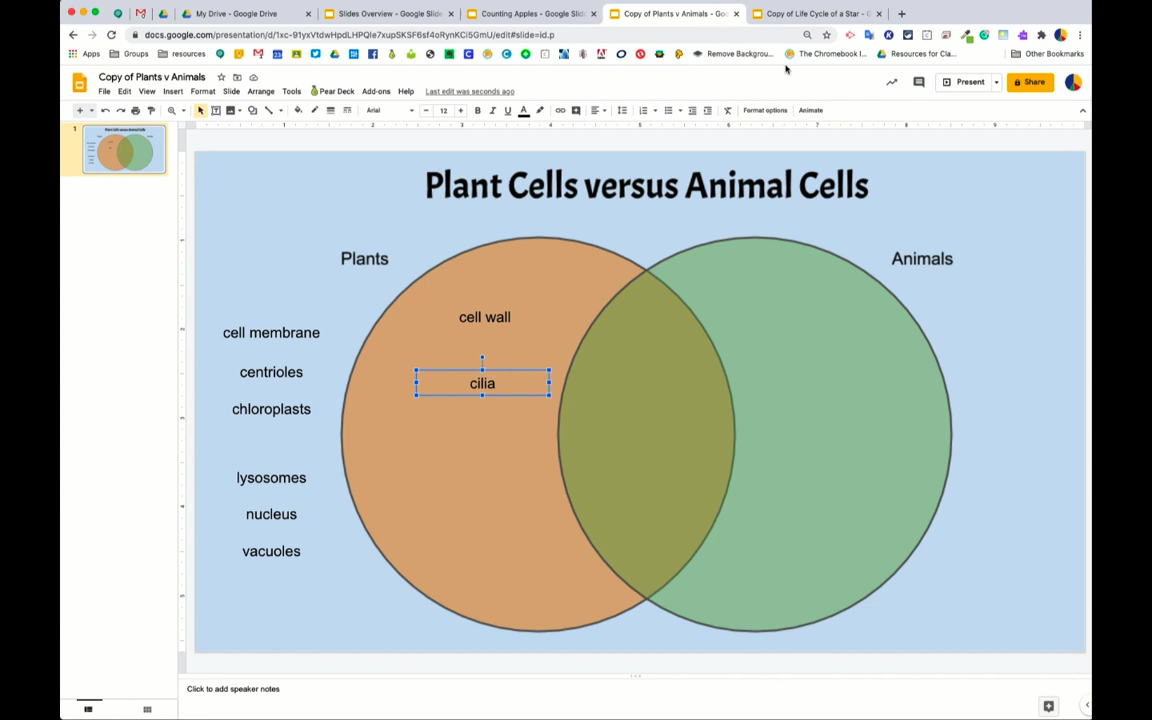 My Drive - Google Drive
Slides Overview - Google Slide
Counting Apples - Google Slid
Copy of Plants v Animals - Goo
Copy of Life Cycle of a Star - G
docs.google.com/presentation/d/1xc-91yxVtdwHpdLHPQle7xupSKSF6sf4oRynKCi5GmU/edit#slide=id.p
Apps
Groups
resources
Remove Backgrou...
The Chromebook I...
Resources for Cla...
Other Bookmarks
Copy of Plants v Animals
File Edit View Insert Format Slide Arrange Tools Pear Deck Add-ons Help Last edit was seconds ago
Present
Share
Arial
12
Format options
Animate
1
Plant Cells versus Animal Cells
Plants
Animals
cell wall
cell membrane
centrioles
cilia
chloroplasts
lysosomes
nucleus
vacuoles
Click to add speaker notes